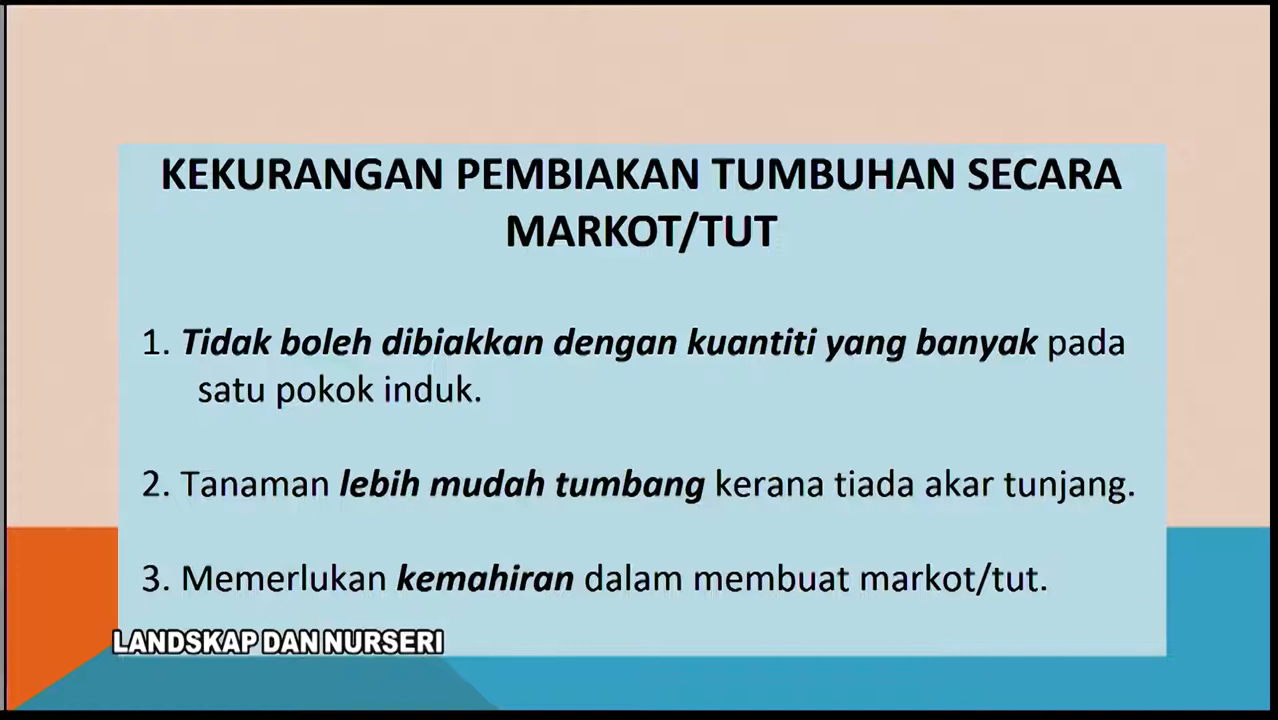 KEKURANGAN PEMBIAKAN TUMBUHAN SECARA
MARKOT/TUT
1. Tidak boleh dibiakkan dengan kuantiti yang banyak pada
satu pokok induk.
2. Tanaman lebih mudah tumbang kerana tiada akar tunjang.
3. Memerlukan kemahiran dalam membuat markot/tut.
LANDSKAP DAN NURSERI